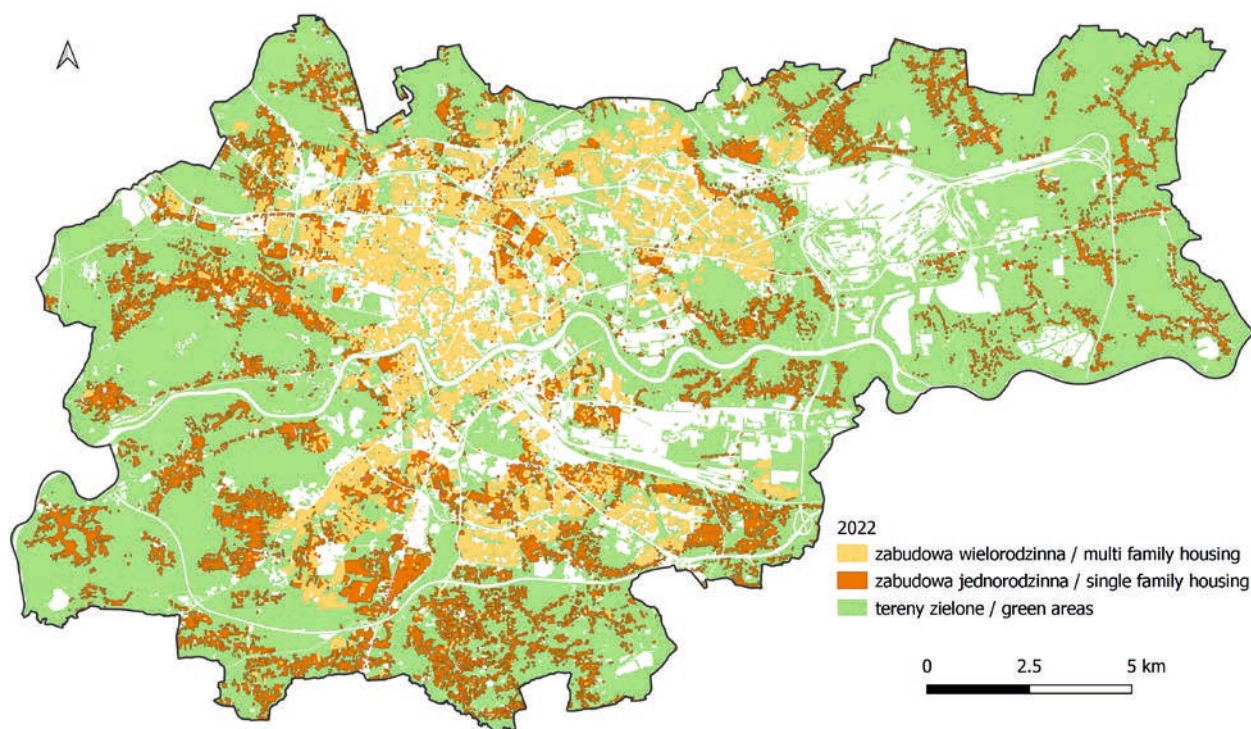 2022
zabudowa wielorodzinna / multi family housing
zabudowa jednorodzinna / single family housing
tereny zielone / green areas
0 2.5 5 km